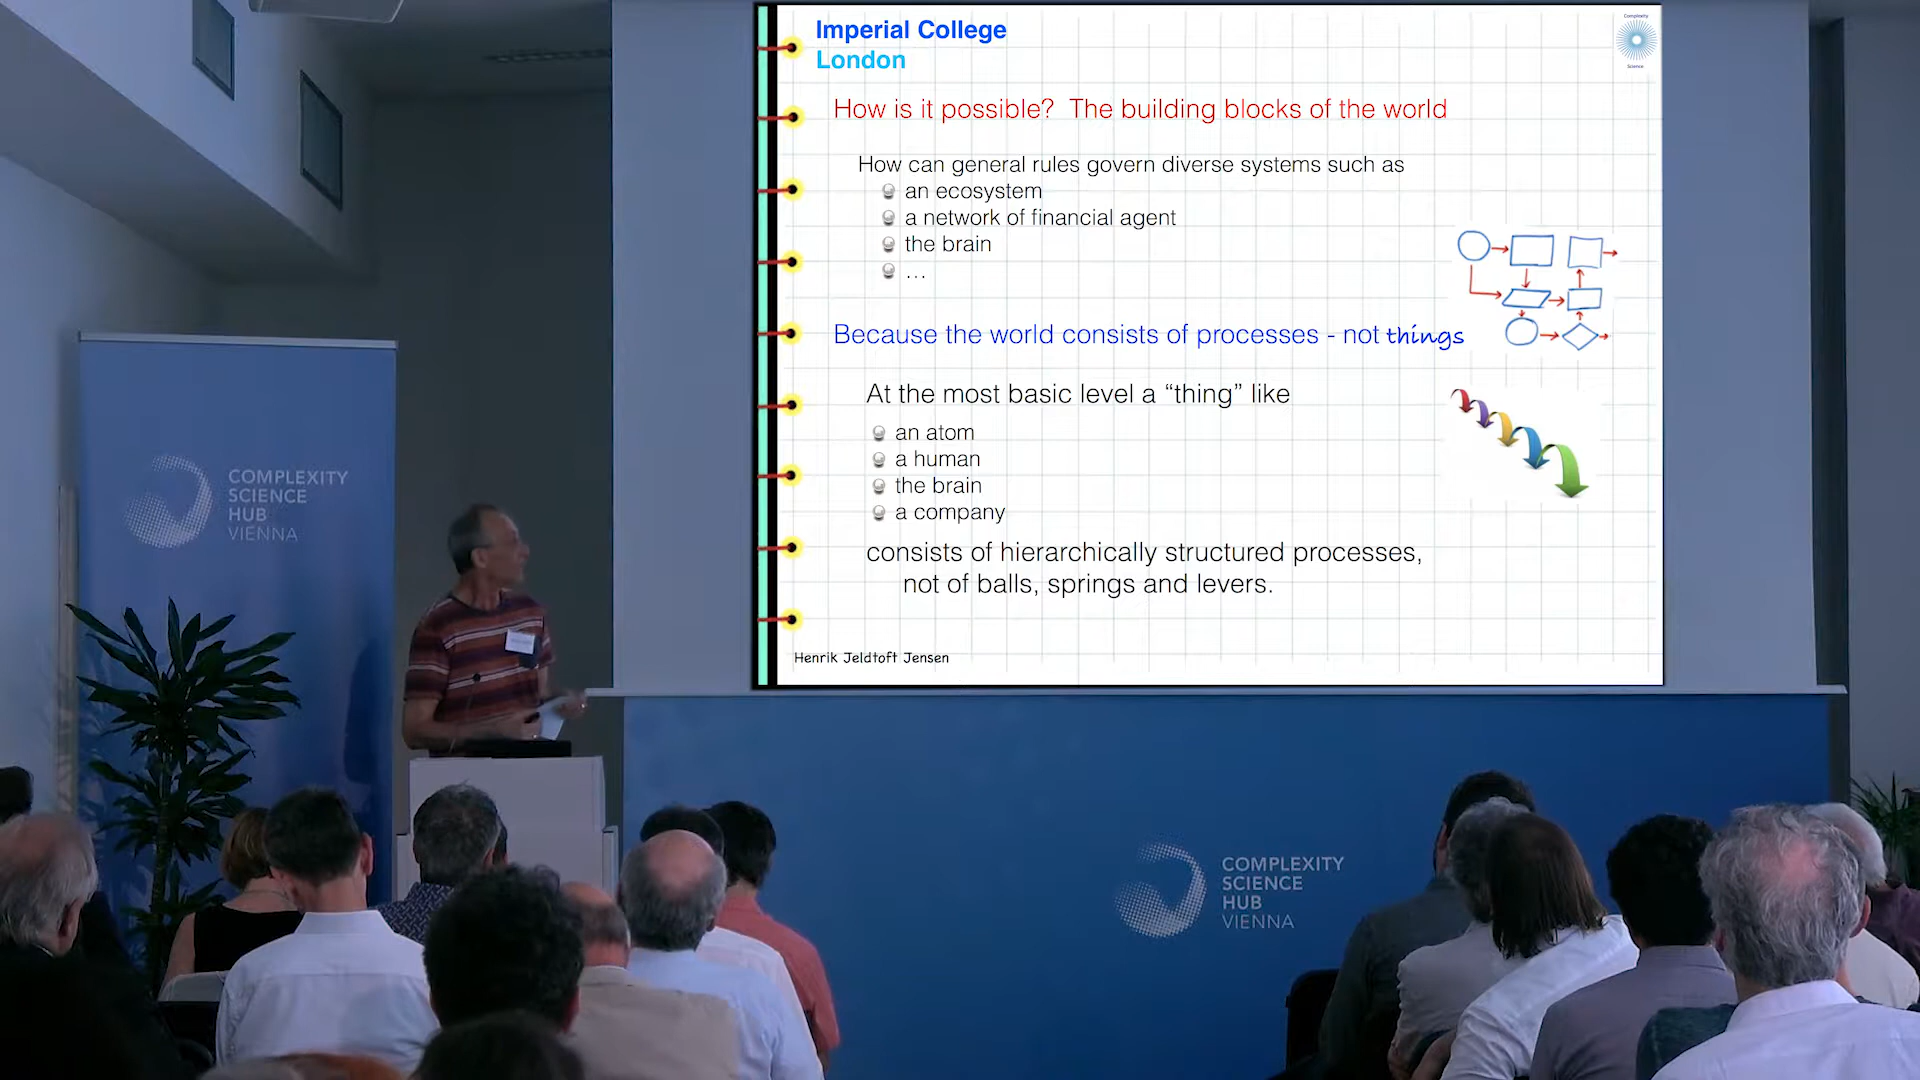 Imperial College
London
Complexity
Science
How is it possible? The building blocks of the world
How can general rules govern diverse systems such as
an ecosystem
a network of financial agent
the brain
...
Because the world consists of processes - not things
At the most basic level a “thing” like
an atom
a human
the brain
a company
consists of hierarchically structured processes,
not of balls, springs and levers.
Henrik Jeldtoft Jensen
COMPLEXITY
SCIENCE
HUB
VIENNA
COMPLEXITY
SCIENCE
HUB
VIENNA